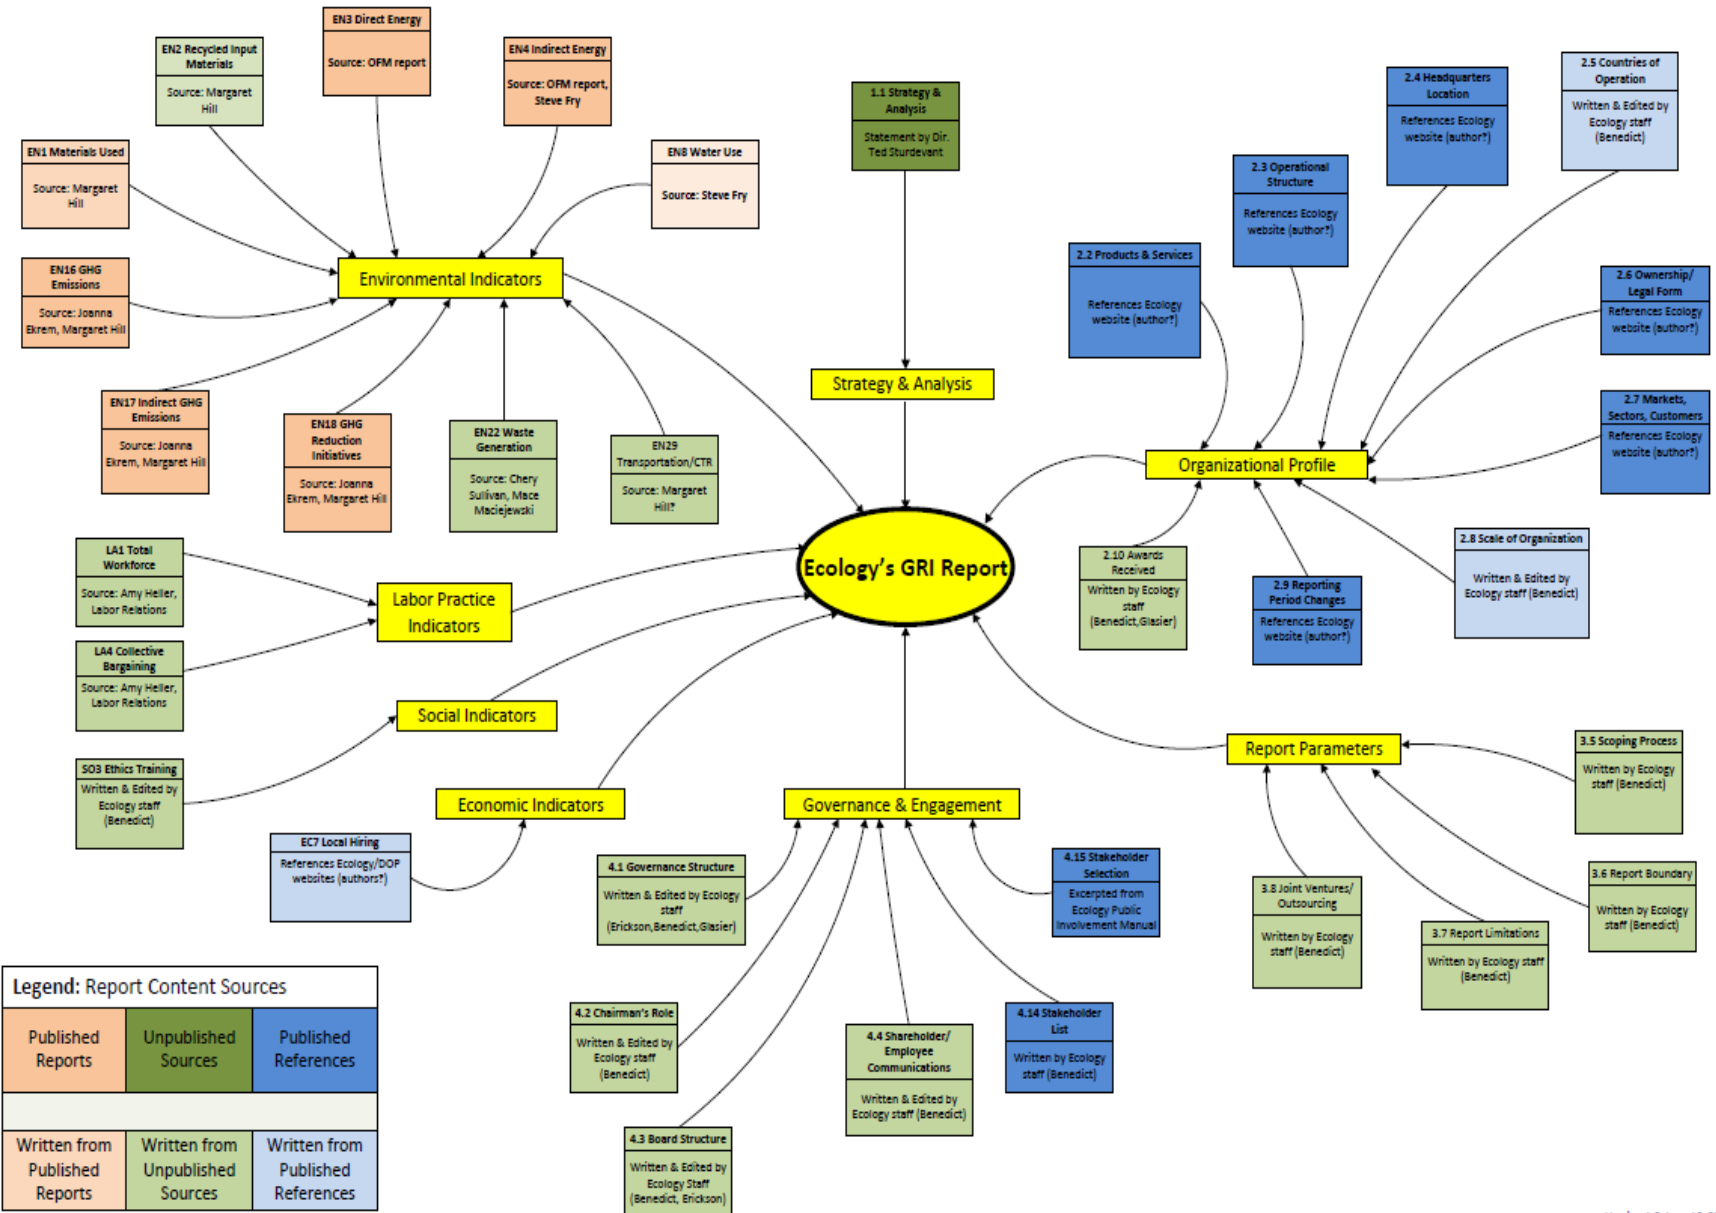 EN3 Direct Energy
Source: OFM report
EN2 Recycled Input
Materials
Source: Margaret
Hill
EN4 Indirect Energy
Source: OFM report,
Steve Fry
EN1 Materials Used
Source: Margaret
Hill
EN8 Water Use
Source: Steve Fry
EN16 GHG
Emissions
Source: Joanna
Ekrem, Margaret Hill
Environmental Indicators
EN17 Indirect GHG
Emissions
Source: Joanna
Ekrem, Margaret Hill
EN18 GHG
Reduction
Initiatives
Source: Joanna
Ekrem, Margaret Hill
EN22 Waste
Generation
Source: Chery
Sullivan, Mace
Maciejewski
EN29
Transportation/CTR
Source: Margaret
Hill?
1.1 Strategy &
Analysis
Statement by Dir.
Ted Sturdevant
Strategy & Analysis
2.2 Products & Services
References Ecology
website (author?)
2.3 Operational
Structure
References Ecology
website (author?)
2.4 Headquarters
Location
References Ecology
website (author?)
2.5 Countries of
Operation
Written & Edited by
Ecology staff
(Benedict)
2.6 Ownership/
Legal Form
References Ecology
website (author?)
2.7 Markets,
Sectors, Customers
References Ecology
website (author?)
Organizational Profile
2.10 Awards
Received
Written by Ecology
staff
(Benedict,Glasier)
2.9 Reporting
Period Changes
References Ecology
website (author?)
2.8 Scale of Organization
Written & Edited by
Ecology staff (Benedict)
Ecology's GRI Report
LA1 Total
Workforce
Source: Amy Heller,
Labor Relations
LA4 Collective
Bargaining
Source: Amy Heller,
Labor Relations
Labor Practice
Indicators
SO3 Ethics Training
Written & Edited by
Ecology staff
(Benedict)
Social Indicators
Economic Indicators
EC7 Local Hiring
References Ecology/DOP
websites (authors?)
Governance & Engagement
4.1 Governance Structure
Written & Edited by Ecology
staff
(Erickson,Benedict,Glasier)
4.2 Chairman's Role
Written & Edited by
Ecology staff
(Benedict)
4.3 Board Structure
Written & Edited by
Ecology Staff
(Benedict, Erickson)
4.4 Shareholder/
Employee
Communications
Written & Edited by
Ecology staff (Benedict)
4.14 Stakeholder
List
Written by Ecology
staff (Benedict)
4.15 Stakeholder
Selection
Excerpted from
Ecology Public
Involvement Manual
Report Parameters
3.5 Scoping Process
Written by Ecology
staff (Benedict)
3.6 Report Boundary
Written by Ecology
staff (Benedict)
3.7 Report Limitations
Written by Ecology staff
(Benedict)
3.8 Joint Ventures/
Outsourcing
Written by Ecology
staff (Benedict)
Legend: Report Content Sources
Published
Reports
Unpublished
Sources
Published
References
Written from
Published
Reports
Written from
Unpublished
Sources
Written from
Published
References